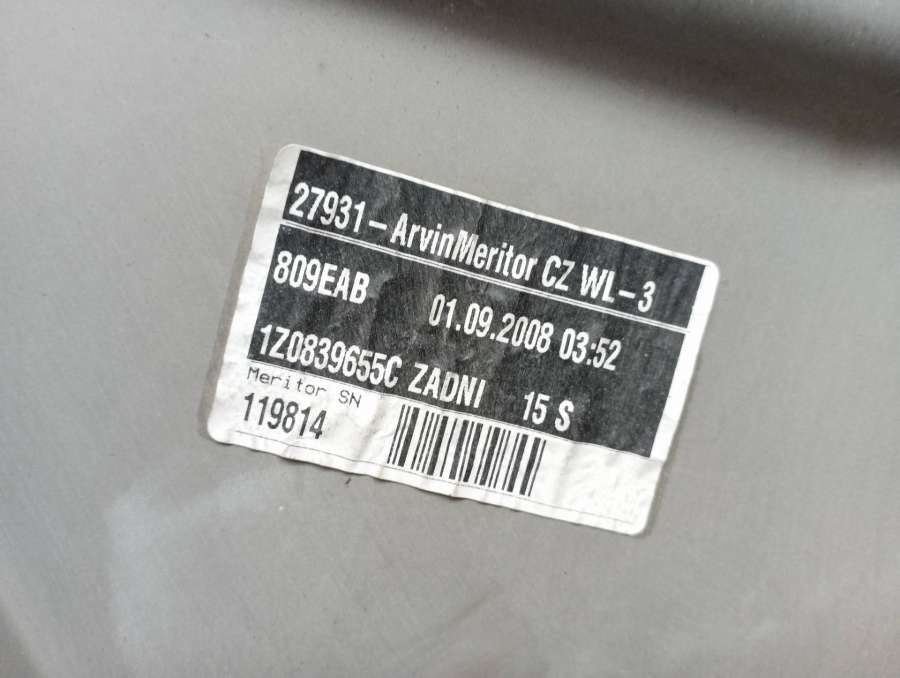 27931-ArvinMeritor CZ WL-3
809EAB 01.09.2008 03:52
1Z0839655C ZADNI 15 S
Meritor SN
119814